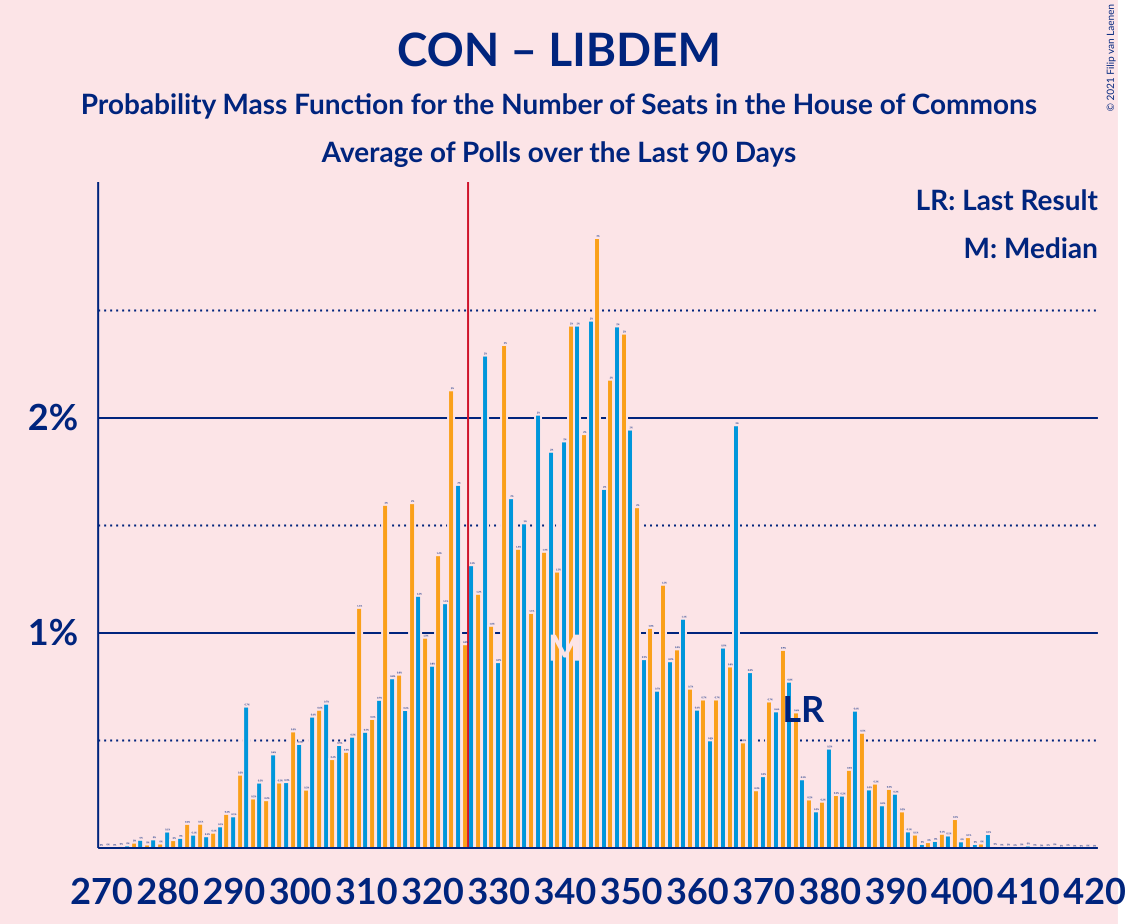 CON – LIBDEM
Probability Mass Function for the Number of Seats in the House of Commons
Average of Polls over the Last 90 Days
© 2021 Filip van Laenen
LR: Last Result
M: Median
2%
1%
M
LR
270 280 290 300 310 320 330 340 350 360 370 380 390 400 410 420